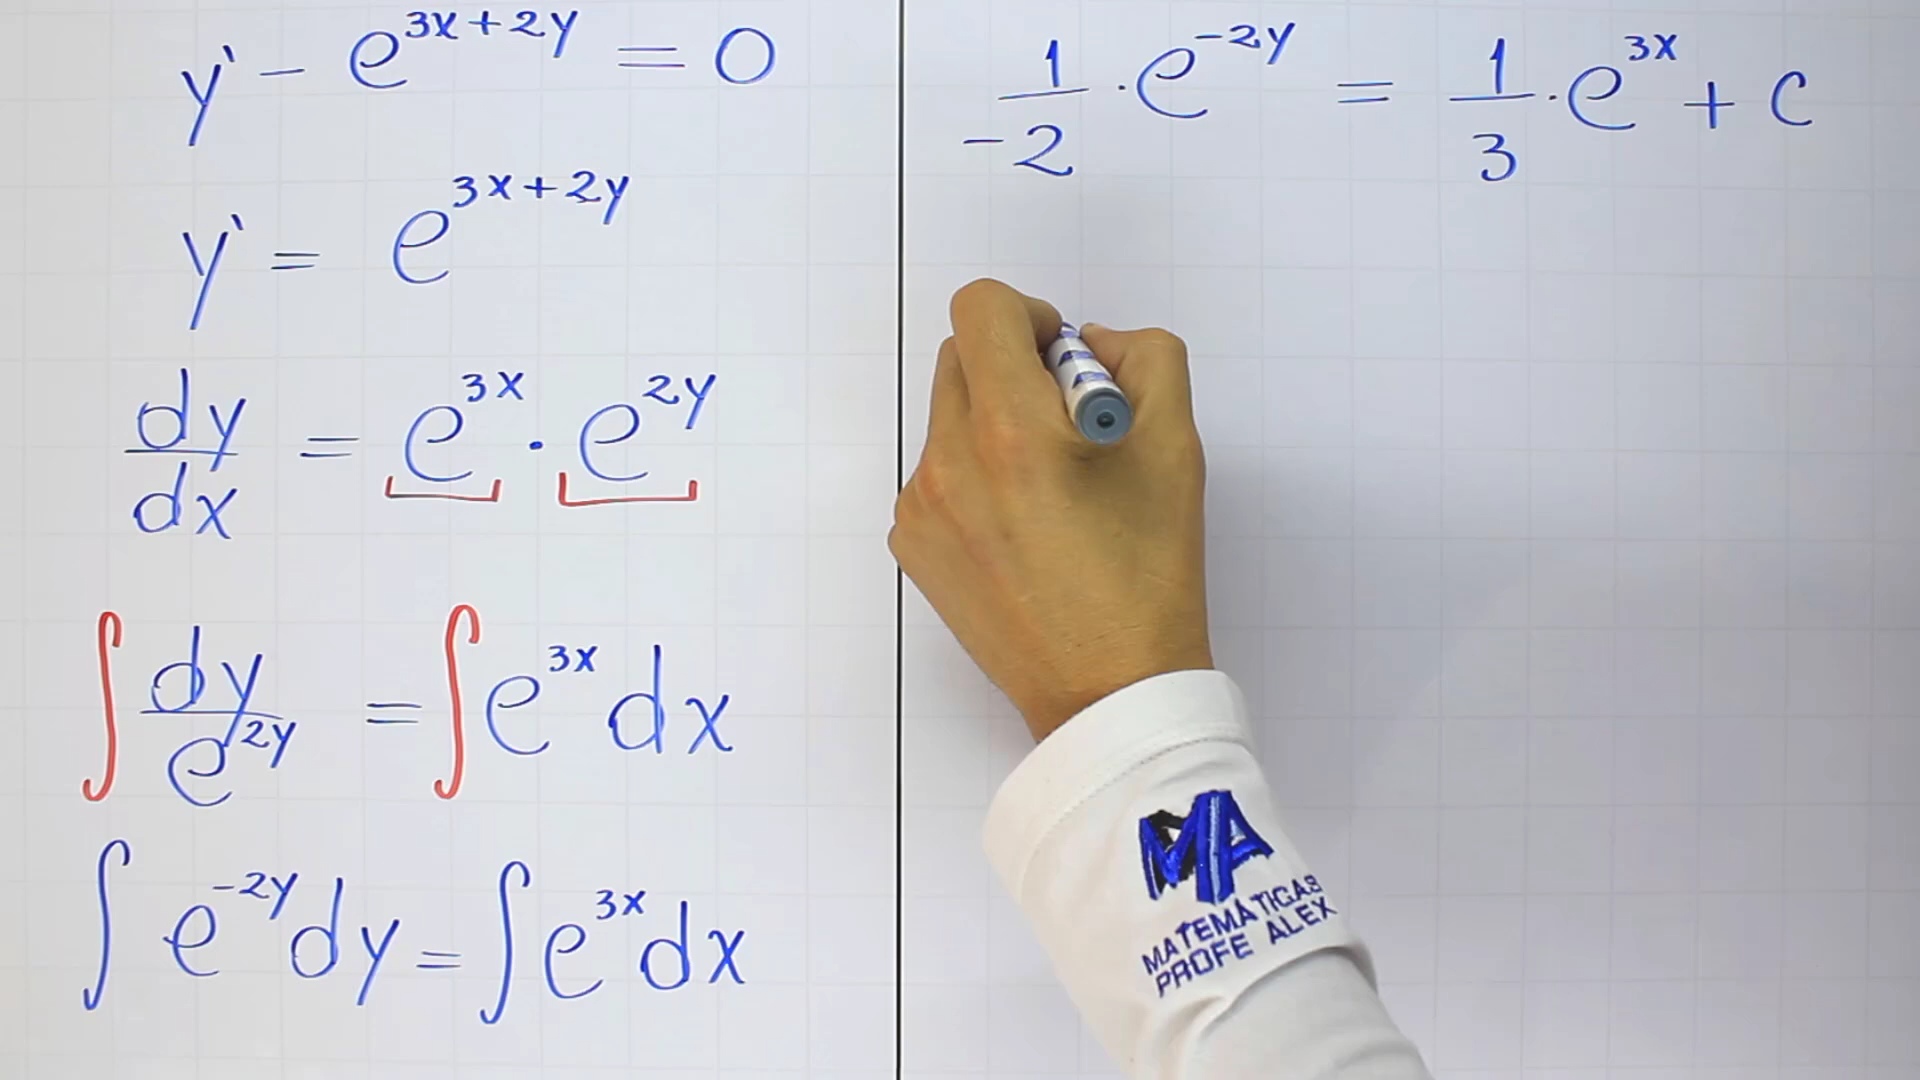 y' - e^{3x+2y} = 0
y' = e^{3x+2y}
dy/dx = e^{3x} · e^{2y}
∫ dy/e^{2y} = ∫ e^{3x} dx
∫ e^{-2y} dy = ∫ e^{3x} dx
1/-2 · e^{-2y} = 1/3 · e^{3x} + c
MA
MATEMÁTICAS
PROFE ALEX